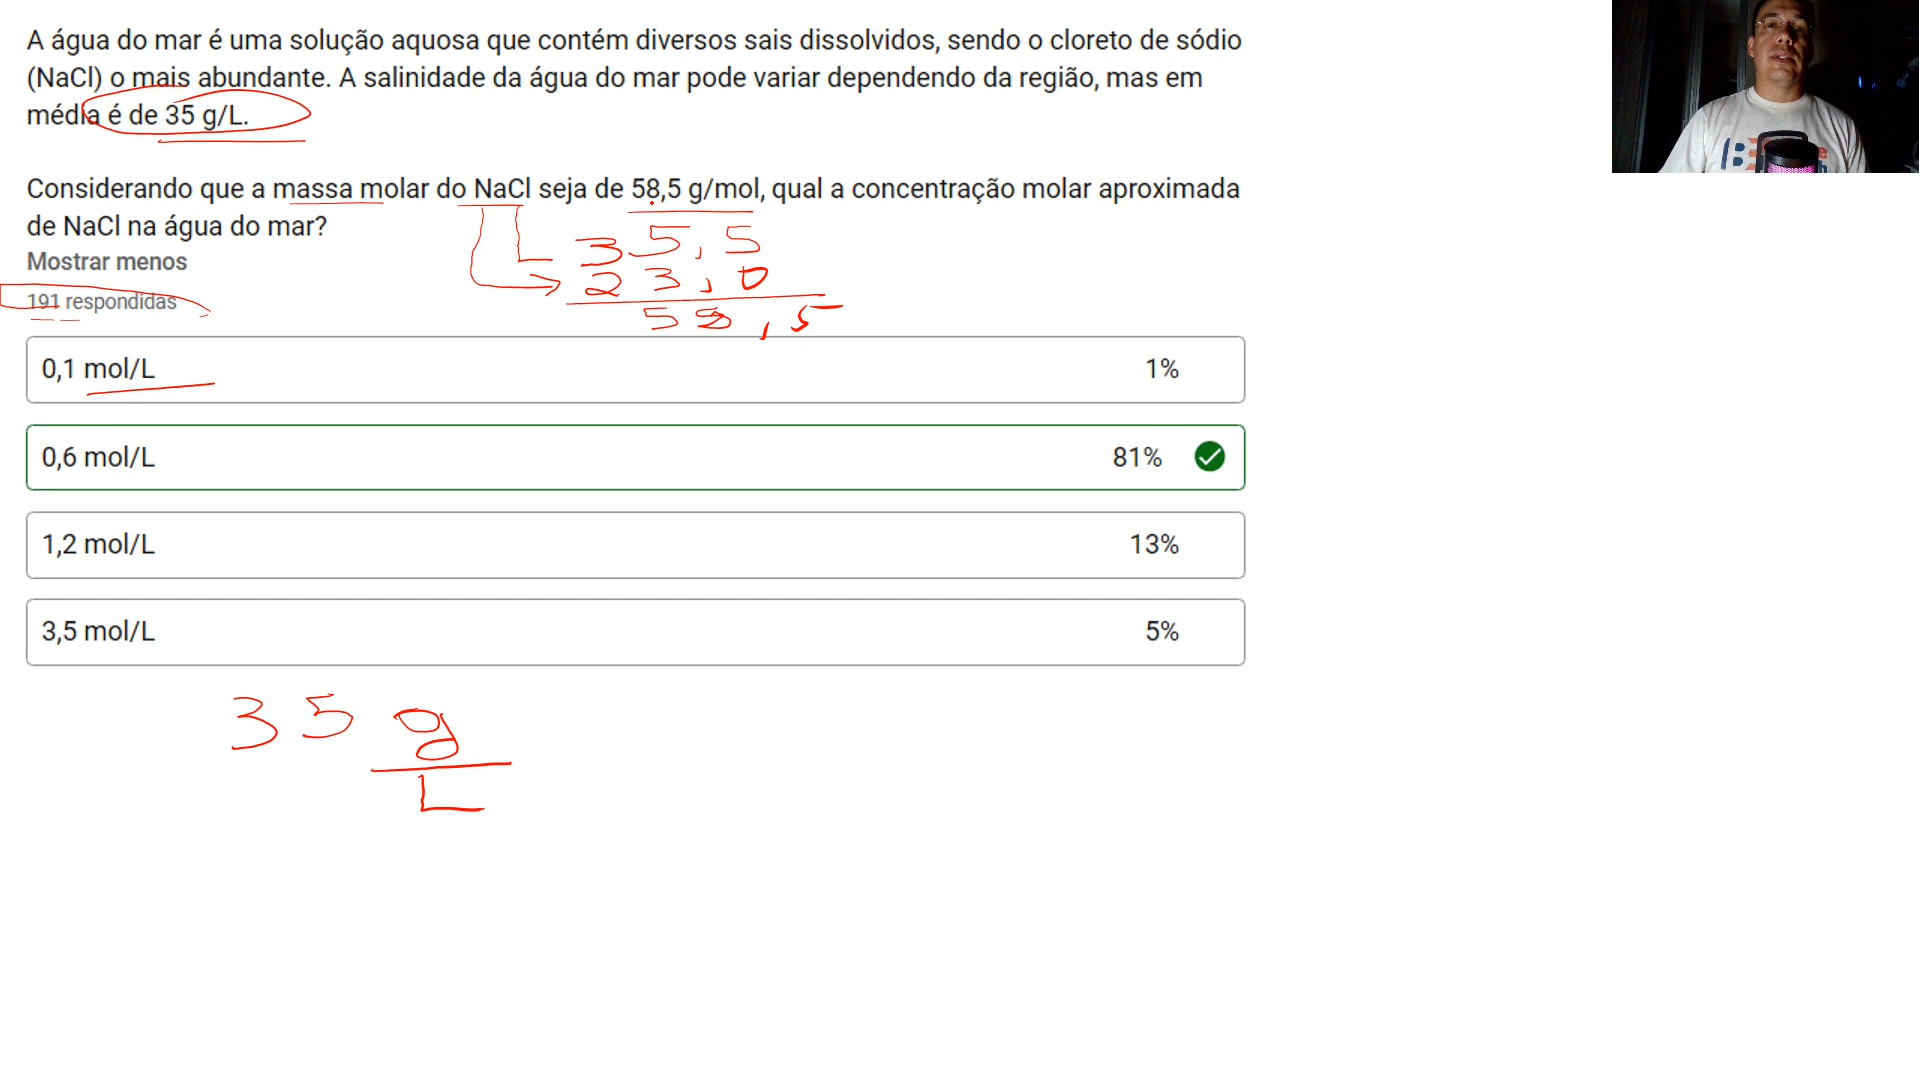 A água do mar é uma solução aquosa que contém diversos sais dissolvidos, sendo o cloreto de sódio
(NaCl) o mais abundante. A salinidade da água do mar pode variar dependendo da região, mas em
média é de 35 g/L.
Considerando que a massa molar do NaCl seja de 58,5 g/mol, qual a concentração molar aproximada
de NaCl na água do mar?
35,5
Mostrar menos
23,0
191 respondidas
58,5
0,1 mol/L 1%
0,6 mol/L 81%
1,2 mol/L 13%
3,5 mol/L 5%
35 g
L